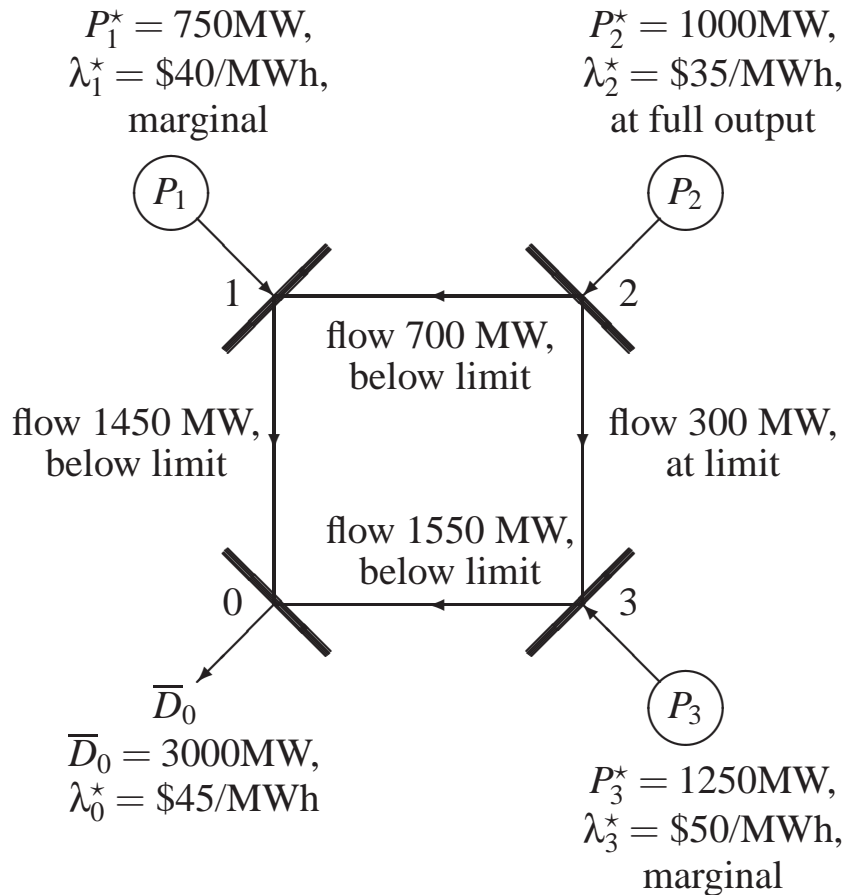 P₁⋆ = 750MW,
λ₁⋆ = $40/MWh,
marginal
P₂⋆ = 1000MW,
λ₂⋆ = $35/MWh,
at full output
P₁
P₂
1
2
flow 700 MW,
below limit
flow 1450 MW,
below limit
flow 300 MW,
at limit
flow 1550 MW,
below limit
0
3
D̅₀
P₃
D̅₀ = 3000MW,
λ₀⋆ = $45/MWh
P₃⋆ = 1250MW,
λ₃⋆ = $50/MWh,
marginal